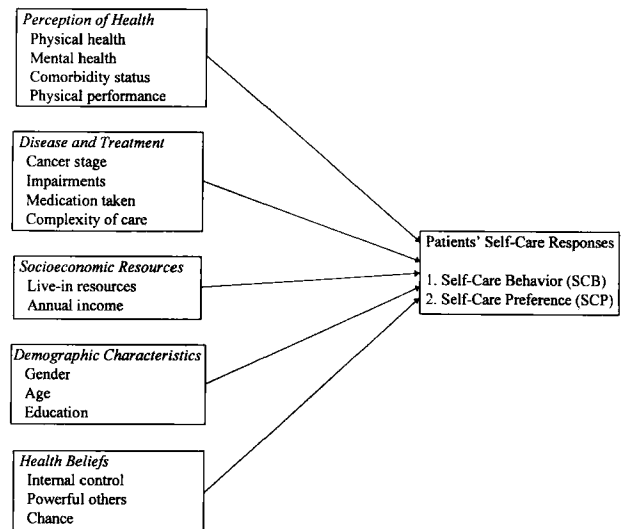 Perception of Health
Physical health
Mental health
Comorbidity status
Physical performance
Disease and Treatment
Cancer stage
Impairments
Medication taken
Complexity of care
Socioeconomic Resources
Live-in resources
Annual income
Demographic Characteristics
Gender
Age
Education
Health Beliefs
Internal control
Powerful others
Chance
Patients' Self-Care Responses
1. Self-Care Behavior (SCB)
2. Self-Care Preference (SCP)